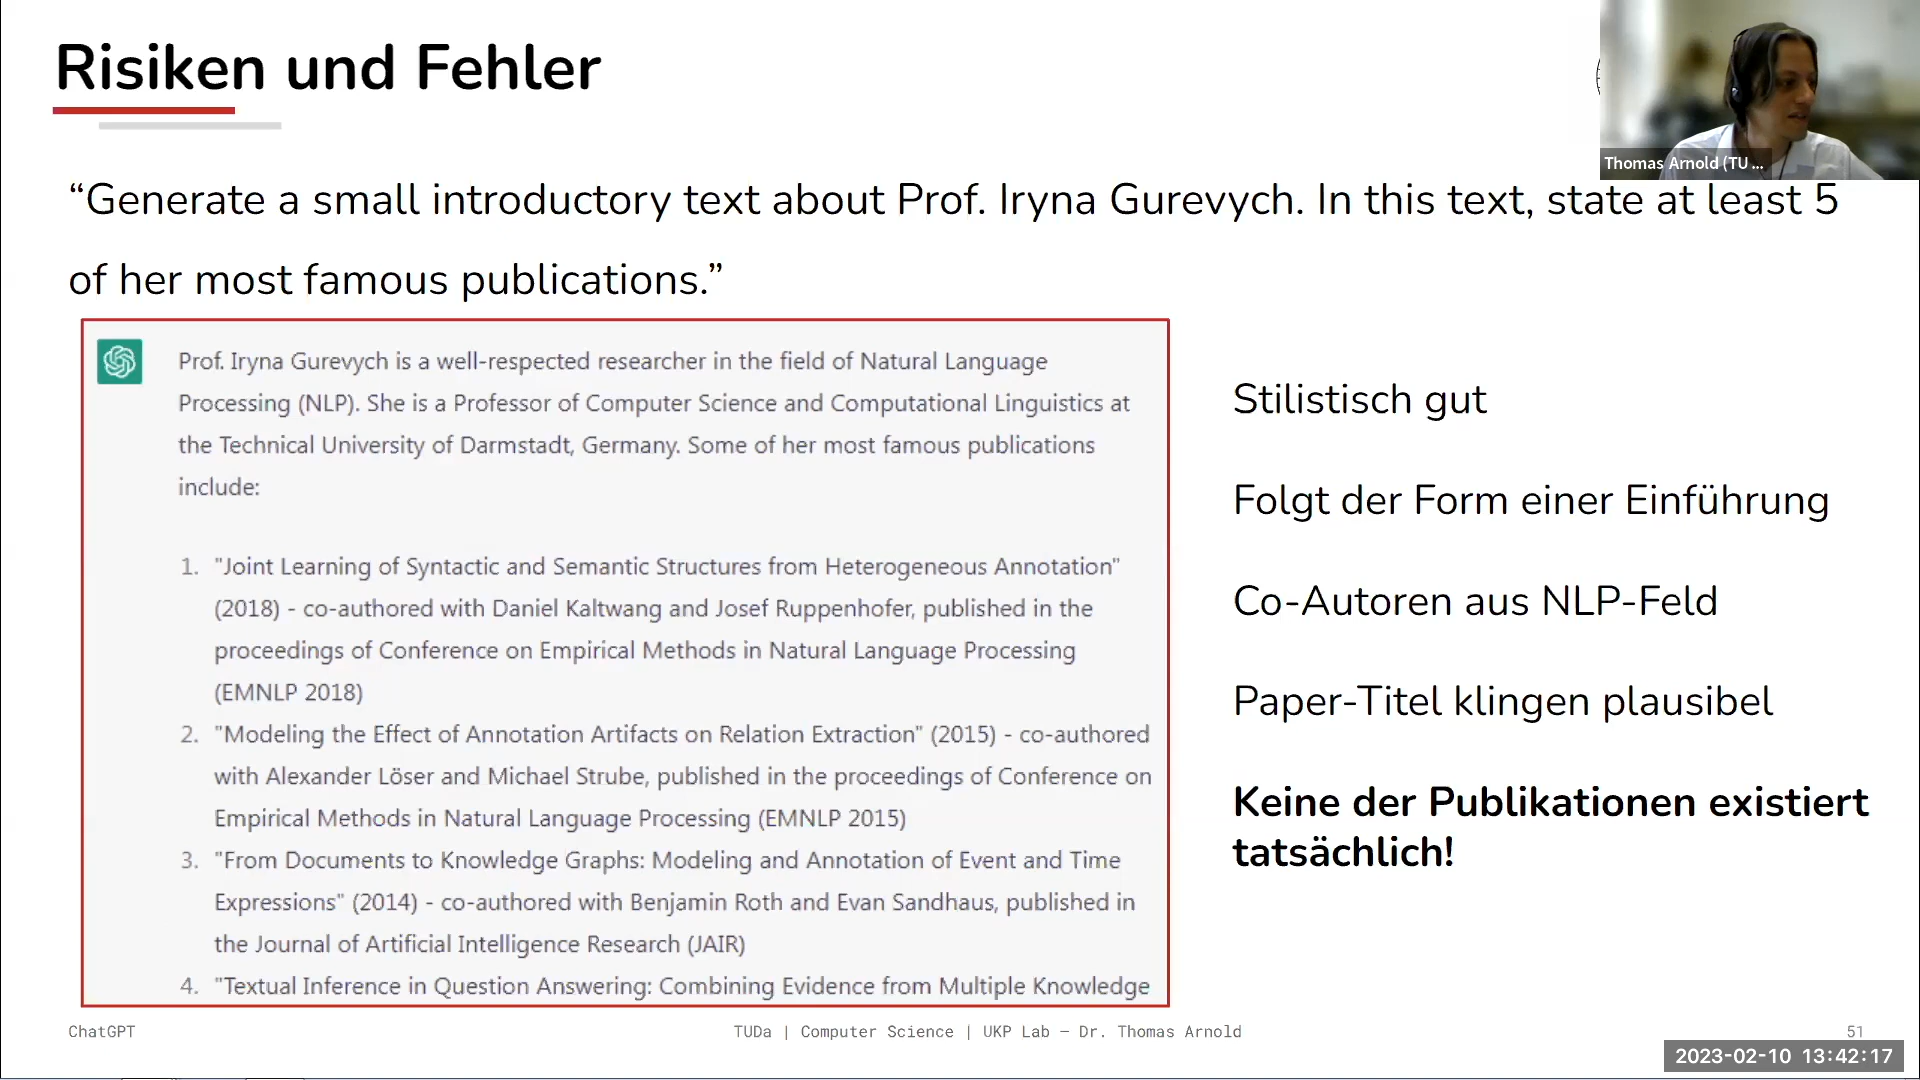 Risiken und Fehler
Thomas Arnold (TU ...
“Generate a small introductory text about Prof. Iryna Gurevych. In this text, state at least 5
of her most famous publications.”
Prof. Iryna Gurevych is a well-respected researcher in the field of Natural Language
Processing (NLP). She is a Professor of Computer Science and Computational Linguistics at
the Technical University of Darmstadt, Germany. Some of her most famous publications
include:
1. "Joint Learning of Syntactic and Semantic Structures from Heterogeneous Annotation"
(2018) - co-authored with Daniel Kaltwang and Josef Ruppenhofer, published in the
proceedings of Conference on Empirical Methods in Natural Language Processing
(EMNLP 2018)
2. "Modeling the Effect of Annotation Artifacts on Relation Extraction" (2015) - co-authored
with Alexander Löser and Michael Strube, published in the proceedings of Conference on
Empirical Methods in Natural Language Processing (EMNLP 2015)
3. "From Documents to Knowledge Graphs: Modeling and Annotation of Event and Time
Expressions" (2014) - co-authored with Benjamin Roth and Evan Sandhaus, published in
the Journal of Artificial Intelligence Research (JAIR)
4. "Textual Inference in Question Answering: Combining Evidence from Multiple Knowledge
Stilistisch gut
Folgt der Form einer Einführung
Co-Autoren aus NLP-Feld
Paper-Titel klingen plausibel
Keine der Publikationen existiert
tatsächlich!
ChatGPT
TUDa | Computer Science | UKP Lab – Dr. Thomas Arnold
51
2023-02-10 13:42:17